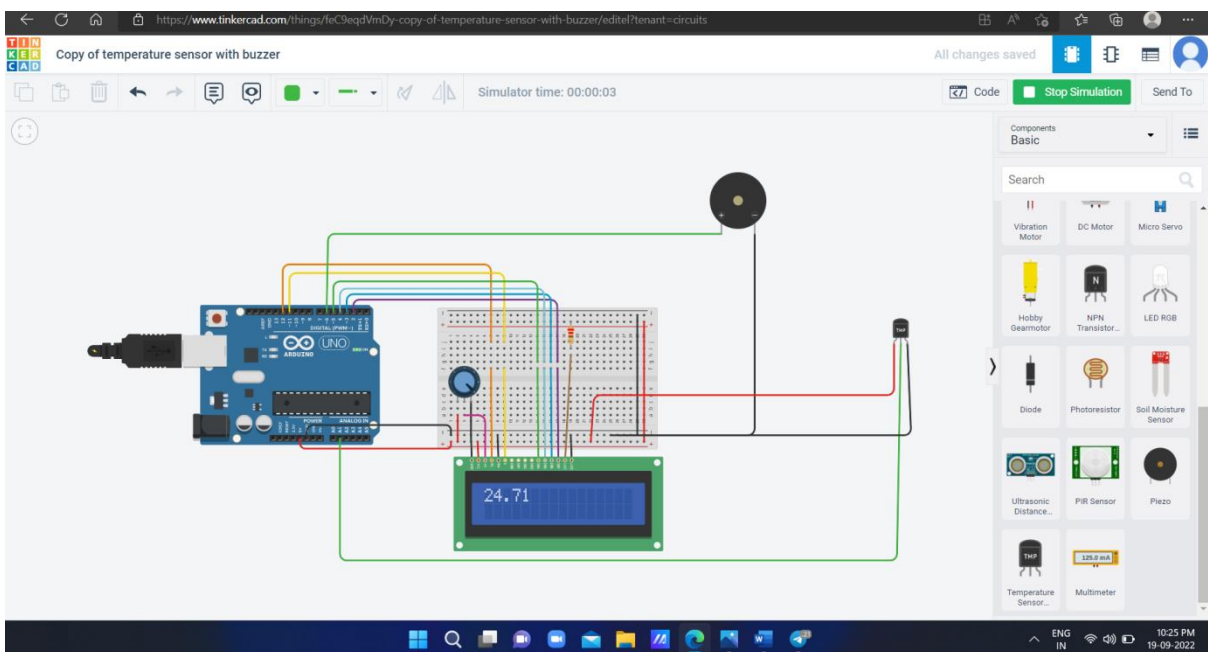 https://www.tinkercad.com/things/feC9eqdVmDy-copy-of-temperature-sensor-with-buzzer/editel?tenant=circuits
TIN
KER
CAD
Copy of temperature sensor with buzzer
All changes saved
Simulator time: 00:00:03
Code
Stop Simulation
Send To
Components
Basic
Search
Vibration
Motor
DC Motor
Micro Servo
Hobby
Gearmotor
N
NPN
Transistor...
LED RGB
Diode
Photoresistor
Soil Moisture
Sensor
Ultrasonic
Distance...
PIR Sensor
Piezo
TMP
Temperature
Sensor...
125.0 mA
Multimeter
DIGITAL (PWM~)
UNO
ARDUINO
POWER
ANALOG IN
TMP
24.71
ENG
IN
10:25 PM
19-09-2022